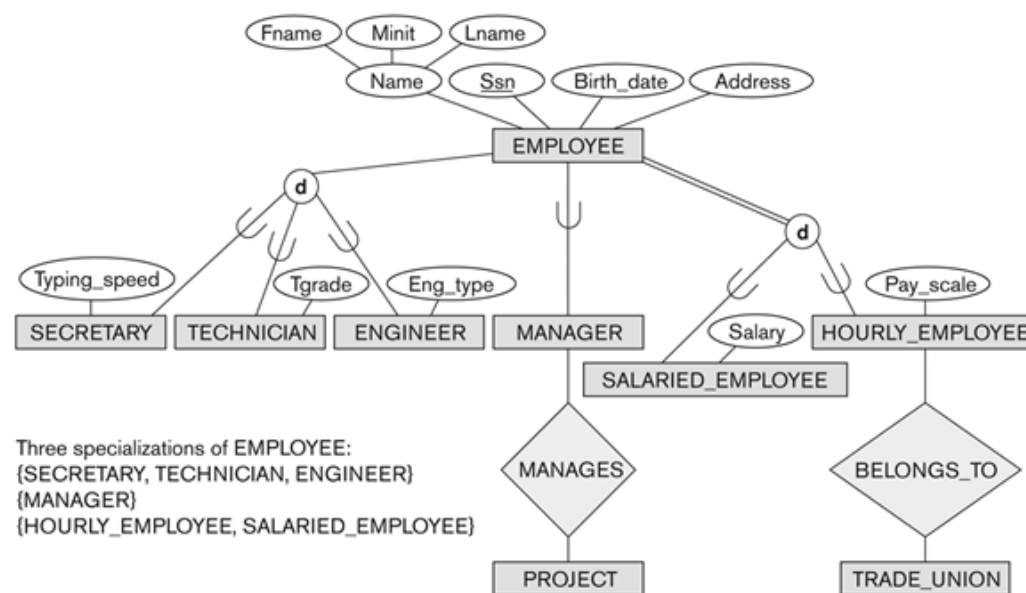 Fname Minit Lname
Name Ssn Birth_date Address
EMPLOYEE
d
d
Typing_speed Tgrade Eng_type Pay_scale
SECRETARY TECHNICIAN ENGINEER MANAGER Salary HOURLY_EMPLOYEE
SALARIED_EMPLOYEE
Three specializations of EMPLOYEE:
{SECRETARY, TECHNICIAN, ENGINEER}
{MANAGER}
{HOURLY_EMPLOYEE, SALARIED_EMPLOYEE}
MANAGES BELONGS_TO
PROJECT TRADE_UNION